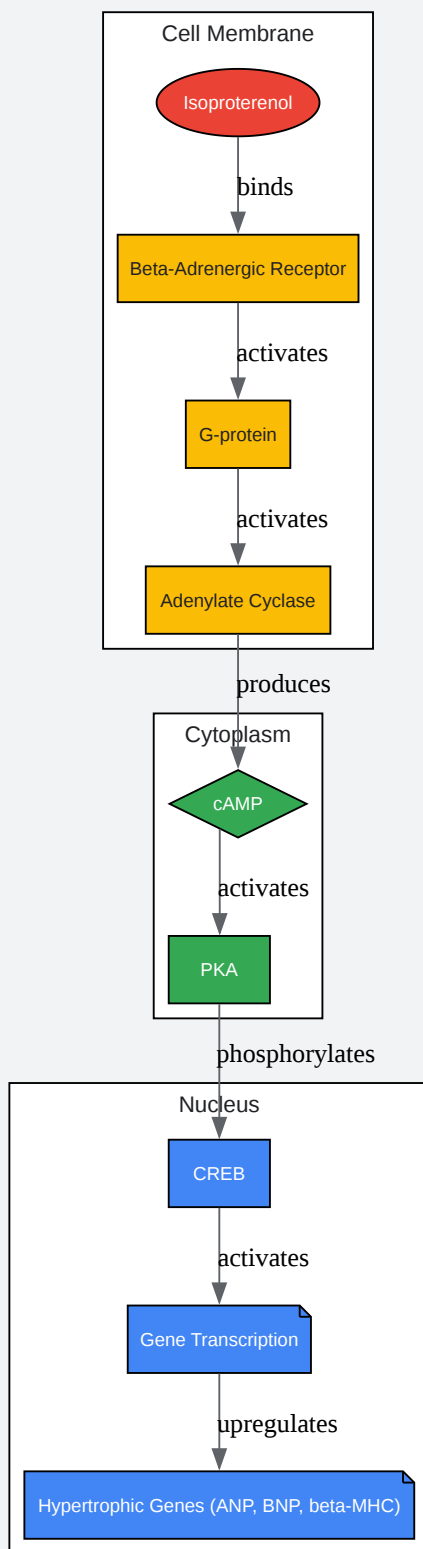 Cell Membrane
Isoproterenol
binds
Beta-Adrenergic Receptor
activates
G-protein
activates
Adenylate Cyclase
produces
Cytoplasm
cAMP
activates
PKA
phosphorylates
Nucleus
CREB
activates
Gene Transcription
upregulates
Hypertrophic Genes (ANP, BNP, beta-MHC)